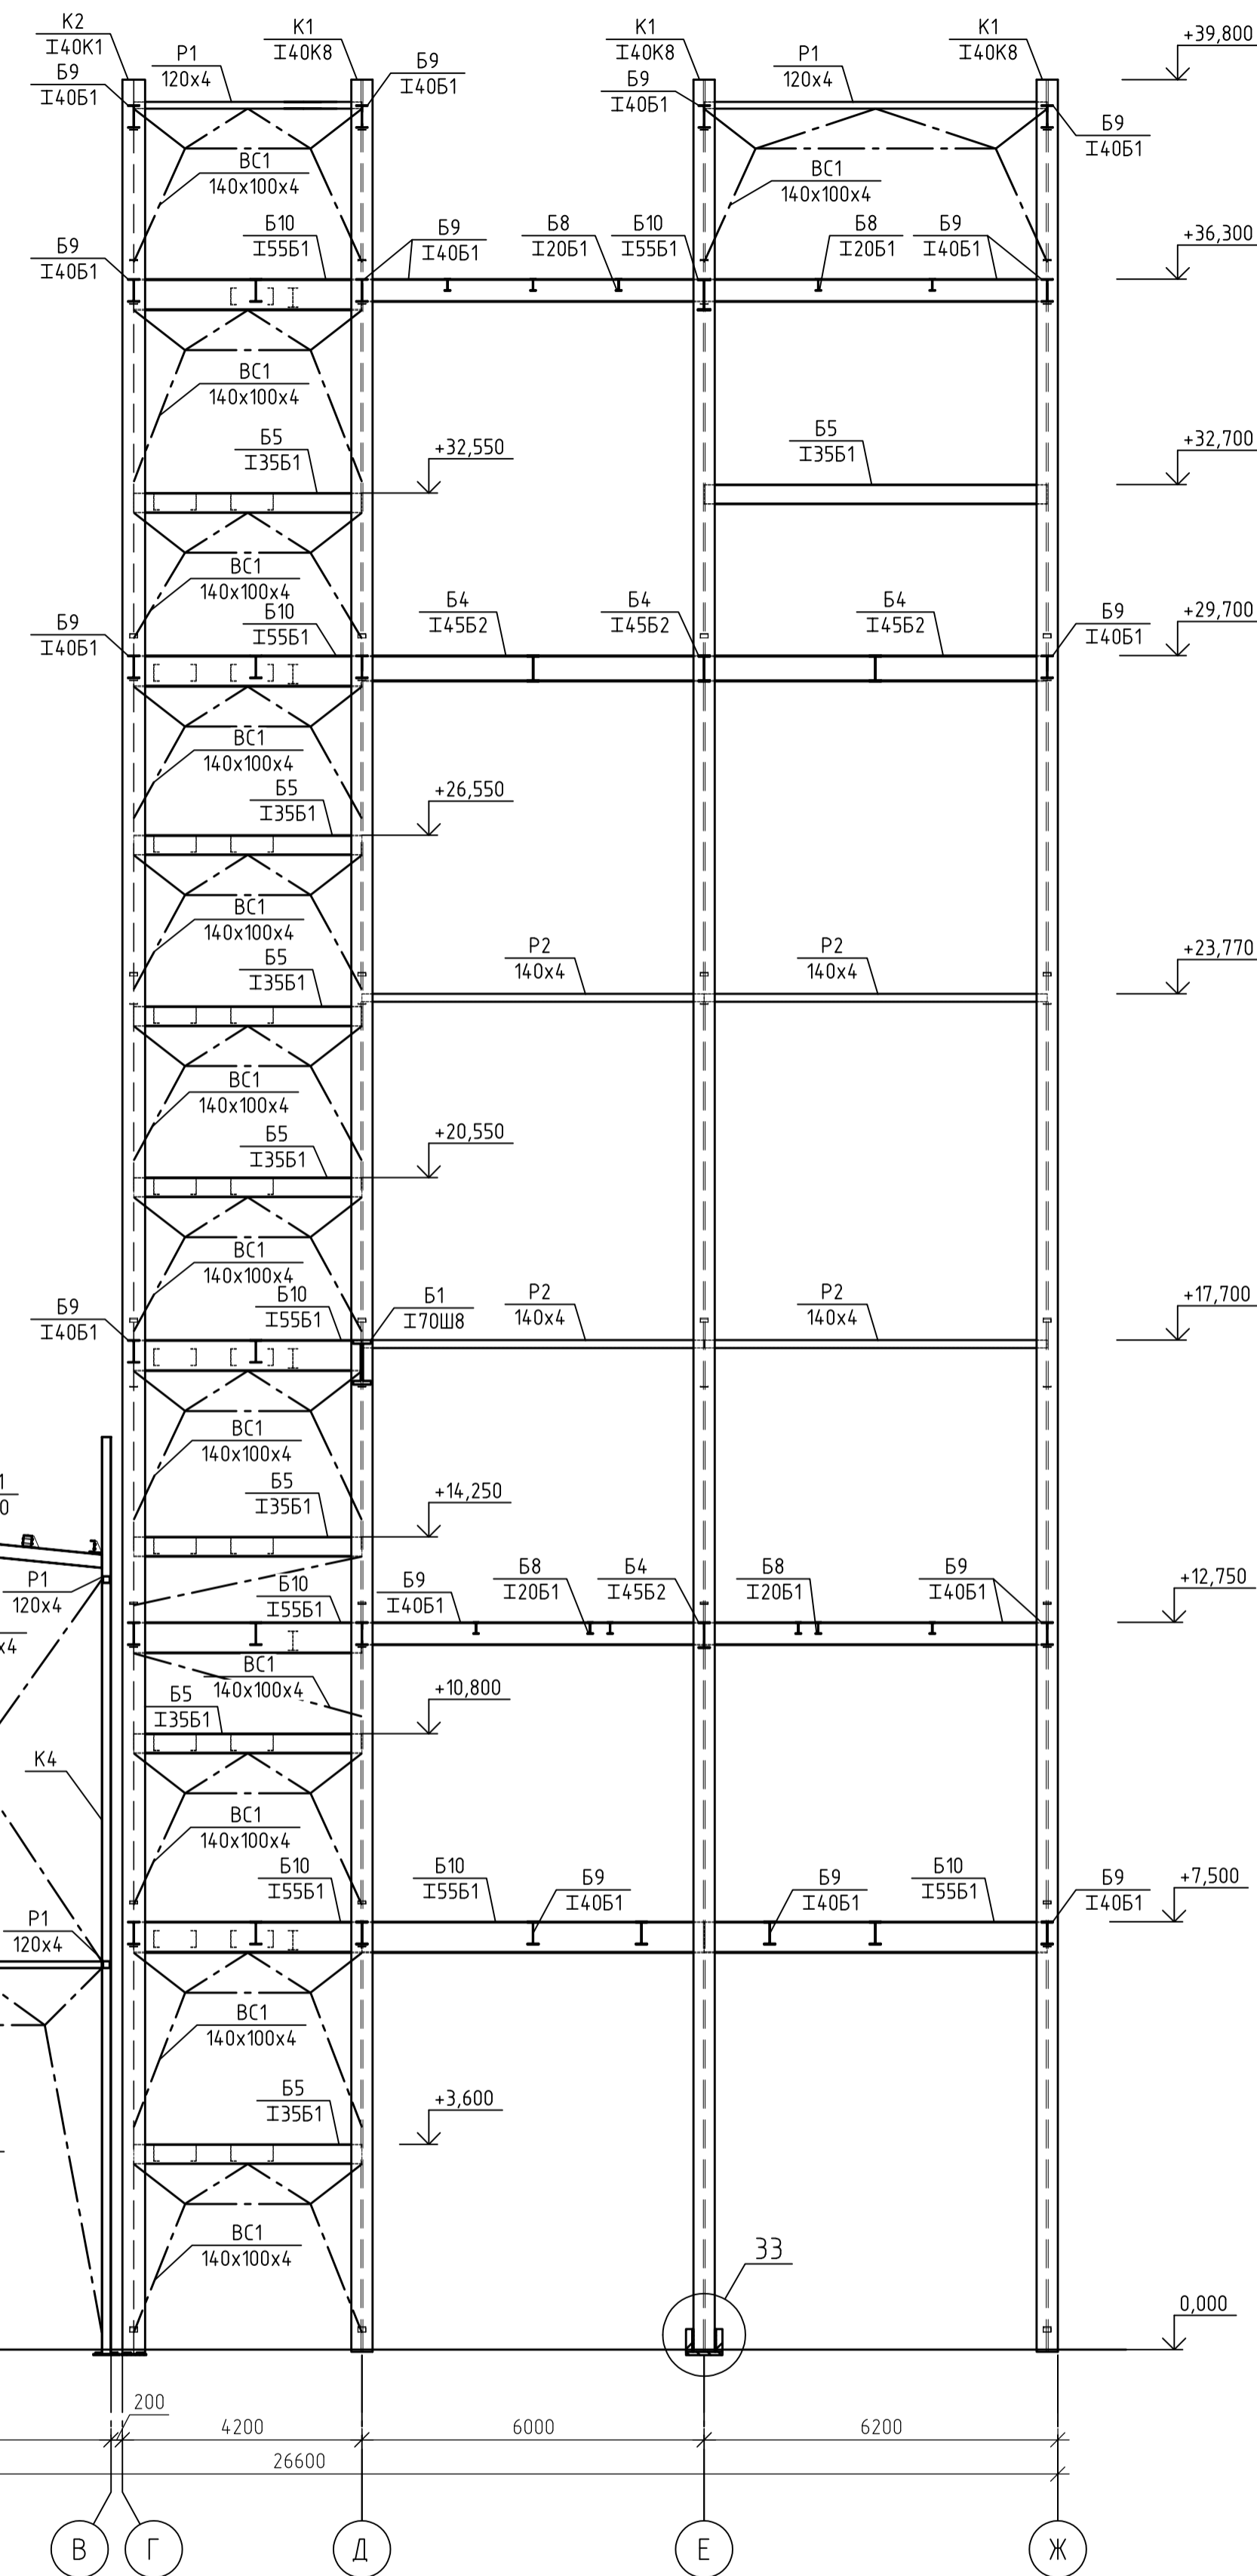 К2
I40К1
К1
I40К8
К1
I40К8
К1
I40К8
+39,800
Р1
120х4
Р1
120х4
Б9
I40Б1
Б9
I40Б1
Б9
I40Б1
Б9
I40Б1
ВС1
140х100х4
ВС1
140х100х4
Б9
I40Б1
Б10
I55Б1
Б9
I40Б1
Б8
I20Б1
Б10
I55Б1
Б8
I20Б1
Б9
I40Б1
+36,300
ВС1
140х100х4
Б5
I35Б1
+32,550
Б5
I35Б1
+32,700
ВС1
140х100х4
Б9
I40Б1
Б10
I55Б1
Б4
I45Б2
Б4
I45Б2
Б4
I45Б2
Б9
I40Б1
+29,700
ВС1
140х100х4
Б5
I35Б1
+26,550
ВС1
140х100х4
Б5
I35Б1
Р2
140х4
Р2
140х4
+23,770
ВС1
140х100х4
Б5
I35Б1
+20,550
ВС1
140х100х4
Б9
I40Б1
Б10
I55Б1
Б1
I70Ш8
Р2
140х4
Р2
140х4
+17,700
ВС1
140х100х4
1
0
Б5
I35Б1
+14,250
Р1
120х4
х4
Б10
I55Б1
Б9
I40Б1
Б8
I20Б1
Б4
I45Б2
Б8
I20Б1
Б9
I40Б1
+12,750
ВС1
140х100х4
Б5
I35Б1
+10,800
К4
ВС1
140х100х4
Р1
120х4
Б10
I55Б1
Б10
I55Б1
Б9
I40Б1
Б9
I40Б1
Б10
I55Б1
Б9
I40Б1
+7,500
ВС1
140х100х4
Б5
I35Б1
+3,600
ВС1
140х100х4
33
0,000
200
4200
6000
6200
26600
В
Г
Д
Е
Ж